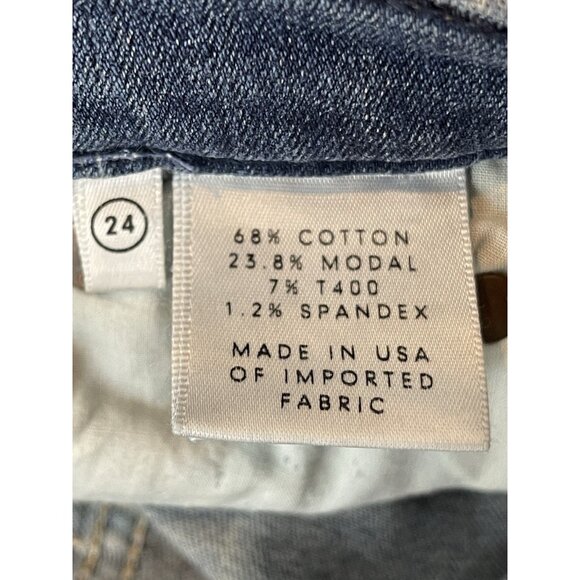 24
68% COTTON
23.8% MODAL
7% T400
1.2% SPANDEX
MADE IN USA
OF IMPORTED
FABRIC